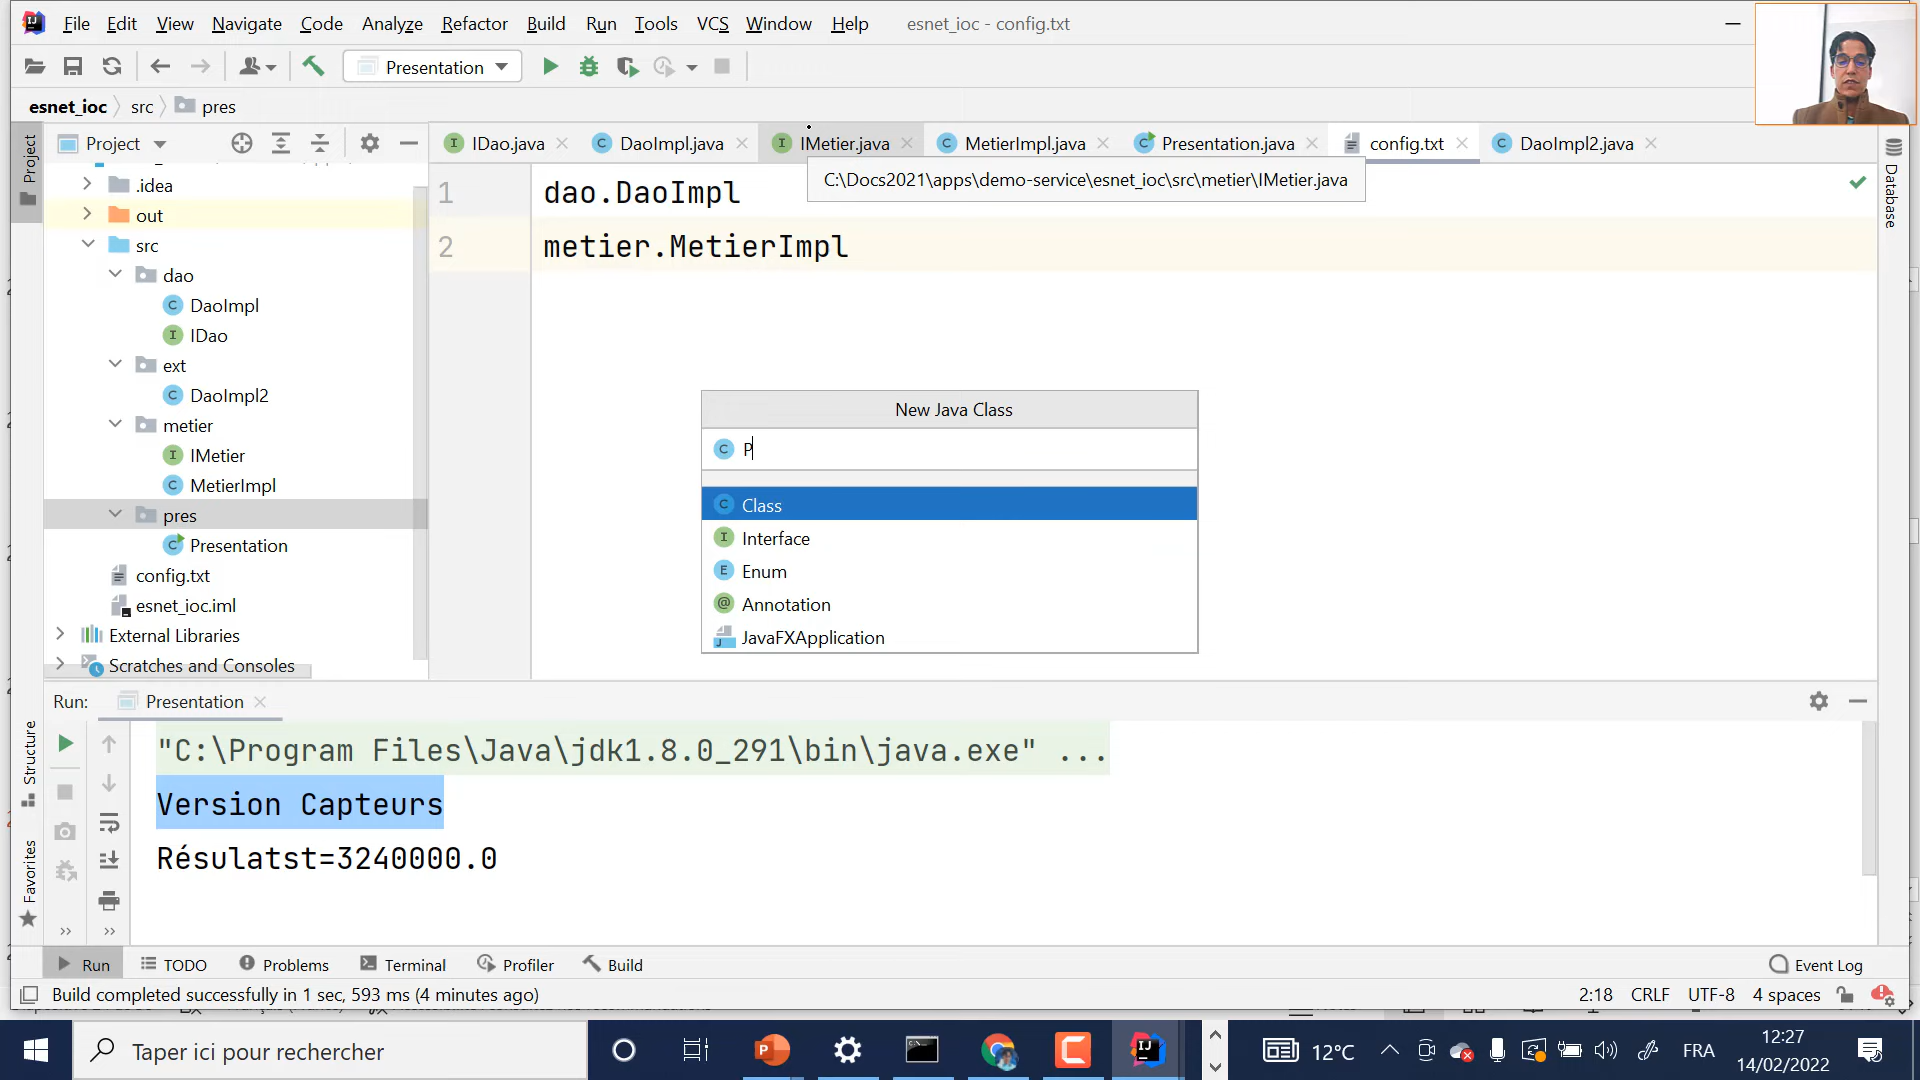 File Edit View Navigate Code Analyze Refactor Build Run Tools VCS Window Help esnet_ioc - config.txt
Presentation
esnet_ioc src pres
Project
IDao.java DaoImpl.java IMetier.java MetierImpl.java Presentation.java config.txt DaoImpl2.java
C:\Docs2021\apps\demo-service\esnet_ioc\src\metier\IMetier.java
Project
Database
.idea
out
src
dao
DaoImpl
IDao
ext
DaoImpl2
metier
IMetier
MetierImpl
pres
Presentation
config.txt
esnet_ioc.iml
External Libraries
Scratches and Consoles
1 dao.DaoImpl
2 metier.MetierImpl
New Java Class
P
Class
Interface
Enum
Annotation
JavaFXApplication
Run: Presentation
Structure
Favorites
"C:\Program Files\Java\jdk1.8.0_291\bin\java.exe" ...
Version Capteurs
Résulatst=3240000.0
Run TODO Problems Terminal Profiler Build Event Log
Build completed successfully in 1 sec, 593 ms (4 minutes ago) 2:18 CRLF UTF-8 4 spaces
Taper ici pour rechercher
12°C FRA
12:27
14/02/2022